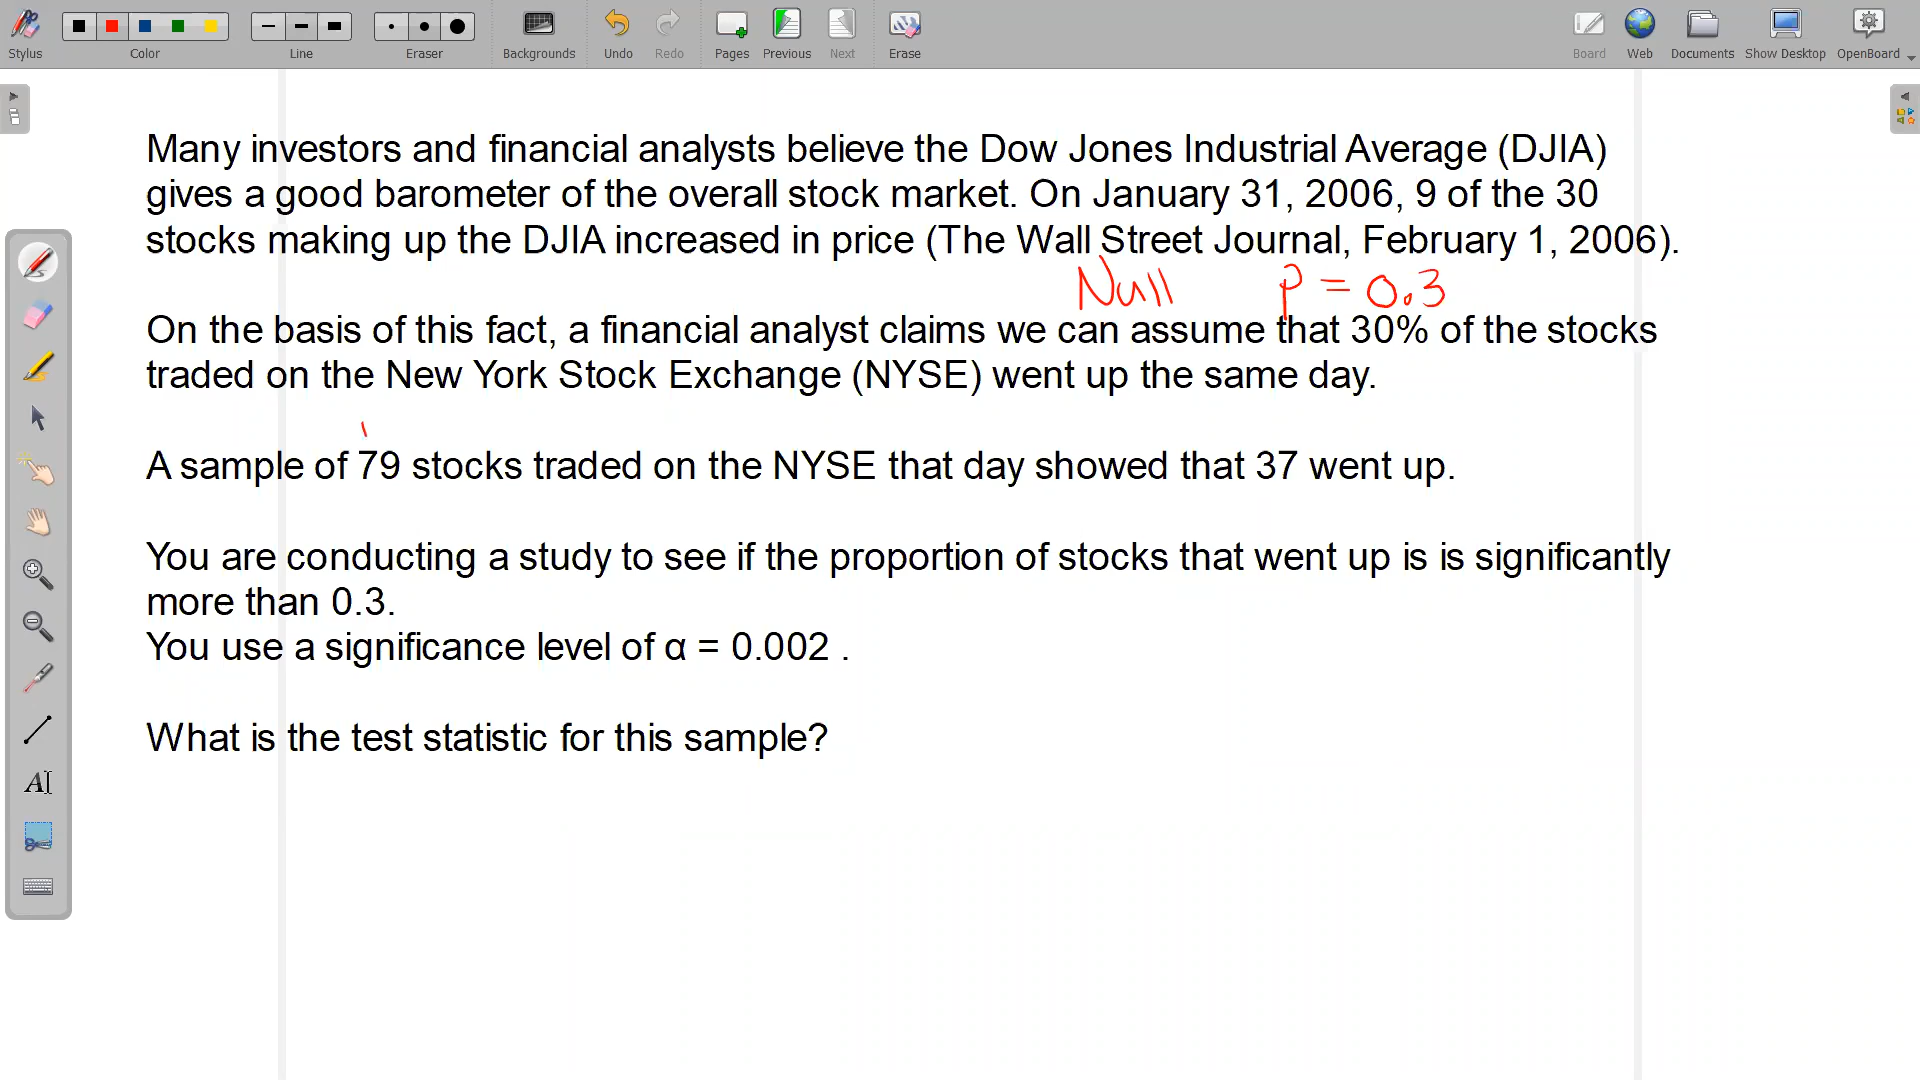 Stylus Color Line Eraser Backgrounds Undo Redo Pages Previous Next Erase Board Web Documents Show Desktop OpenBoard
Many investors and financial analysts believe the Dow Jones Industrial Average (DJIA)
gives a good barometer of the overall stock market. On January 31, 2006, 9 of the 30
stocks making up the DJIA increased in price (The Wall Street Journal, February 1, 2006).
Null p = 0.3
On the basis of this fact, a financial analyst claims we can assume that 30% of the stocks
traded on the New York Stock Exchange (NYSE) went up the same day.
A sample of 79 stocks traded on the NYSE that day showed that 37 went up.
You are conducting a study to see if the proportion of stocks that went up is is significantly
more than 0.3.
You use a significance level of α = 0.002 .
What is the test statistic for this sample?